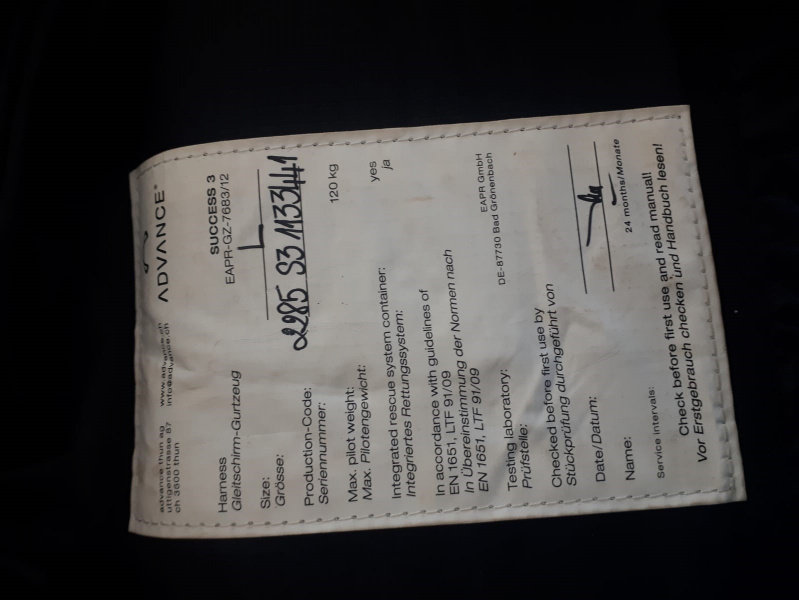 advance thun ag www.advance.ch
uttigenstrasse 87 info@advance.ch
ch 3600 thun
ADVANCE
Harness SUCCESS 3
Gleitschirm-Gurtzeug EAPR-GZ-7683/12
Size: L
Grösse:
Production-Code: 2285 S3 1133441
Seriennummer:
Max. pilot weight: 120 kg
Max. Pilotengewicht:
Integrated rescue system container: yes
Integriertes Rettungssystem: ja
In accordance with guidelines of
EN 1651, LTF 91/09
In Übereinstimmung der Normen nach
EN 1651, LTF 91/09
Testing laboratory: EAPR GmbH
Prüfstelle: DE-87730 Bad Grönenbach
Checked before first use by
Stückprüfung durchgeführt von
Date/Datum:
Name:
Service intervals: 24 months/Monate
Check before first use and read manual!
Vor Erstgebrauch checken und Handbuch lesen!